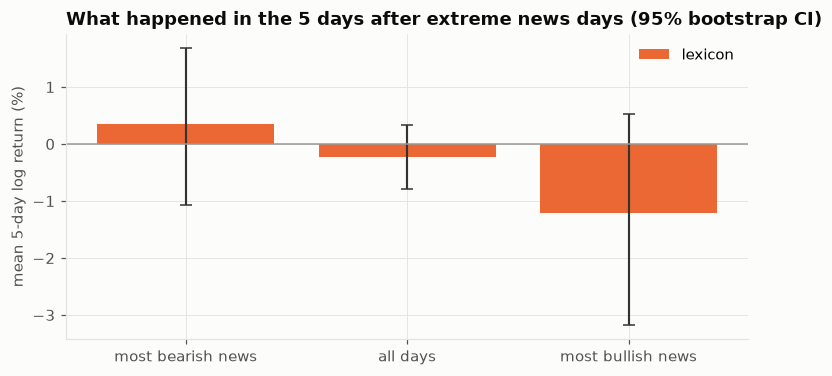 What happened in the 5 days after extreme news days (95% bootstrap CI)
lexicon
mean 5-day log return (%)
1
0
−1
−2
−3
most bearish news
all days
most bullish news